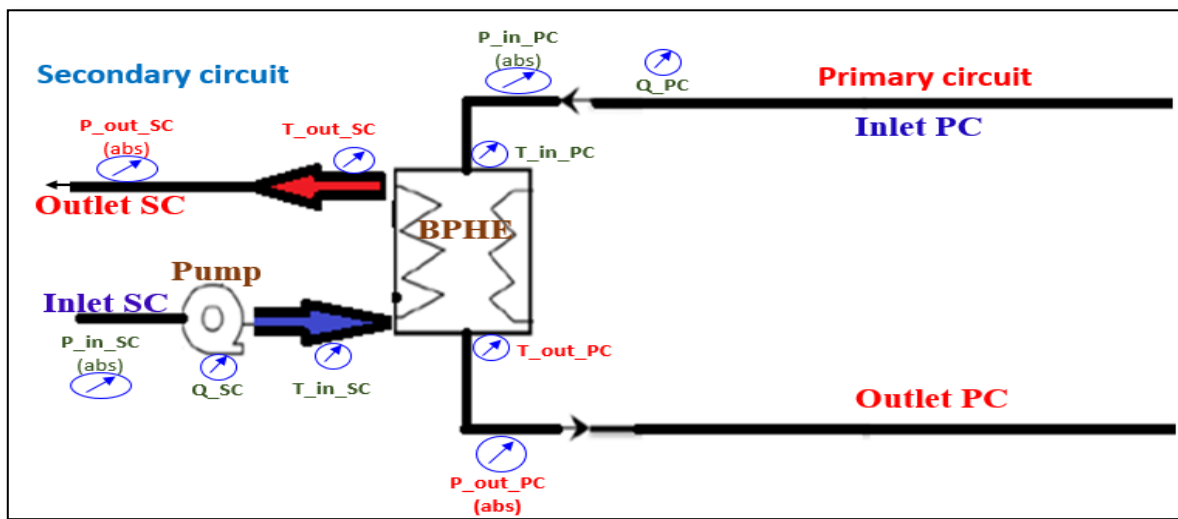 P_in_PC
(abs)
Secondary circuit
Q_PC
Primary circuit
P_out_SC
(abs)
T_out_SC
T_in_PC
Inlet PC
Outlet SC
BPHE
Pump
Inlet SC
P_in_SC
(abs)
Q_SC
T_in_SC
T_out_PC
Outlet PC
P_out_PC
(abs)